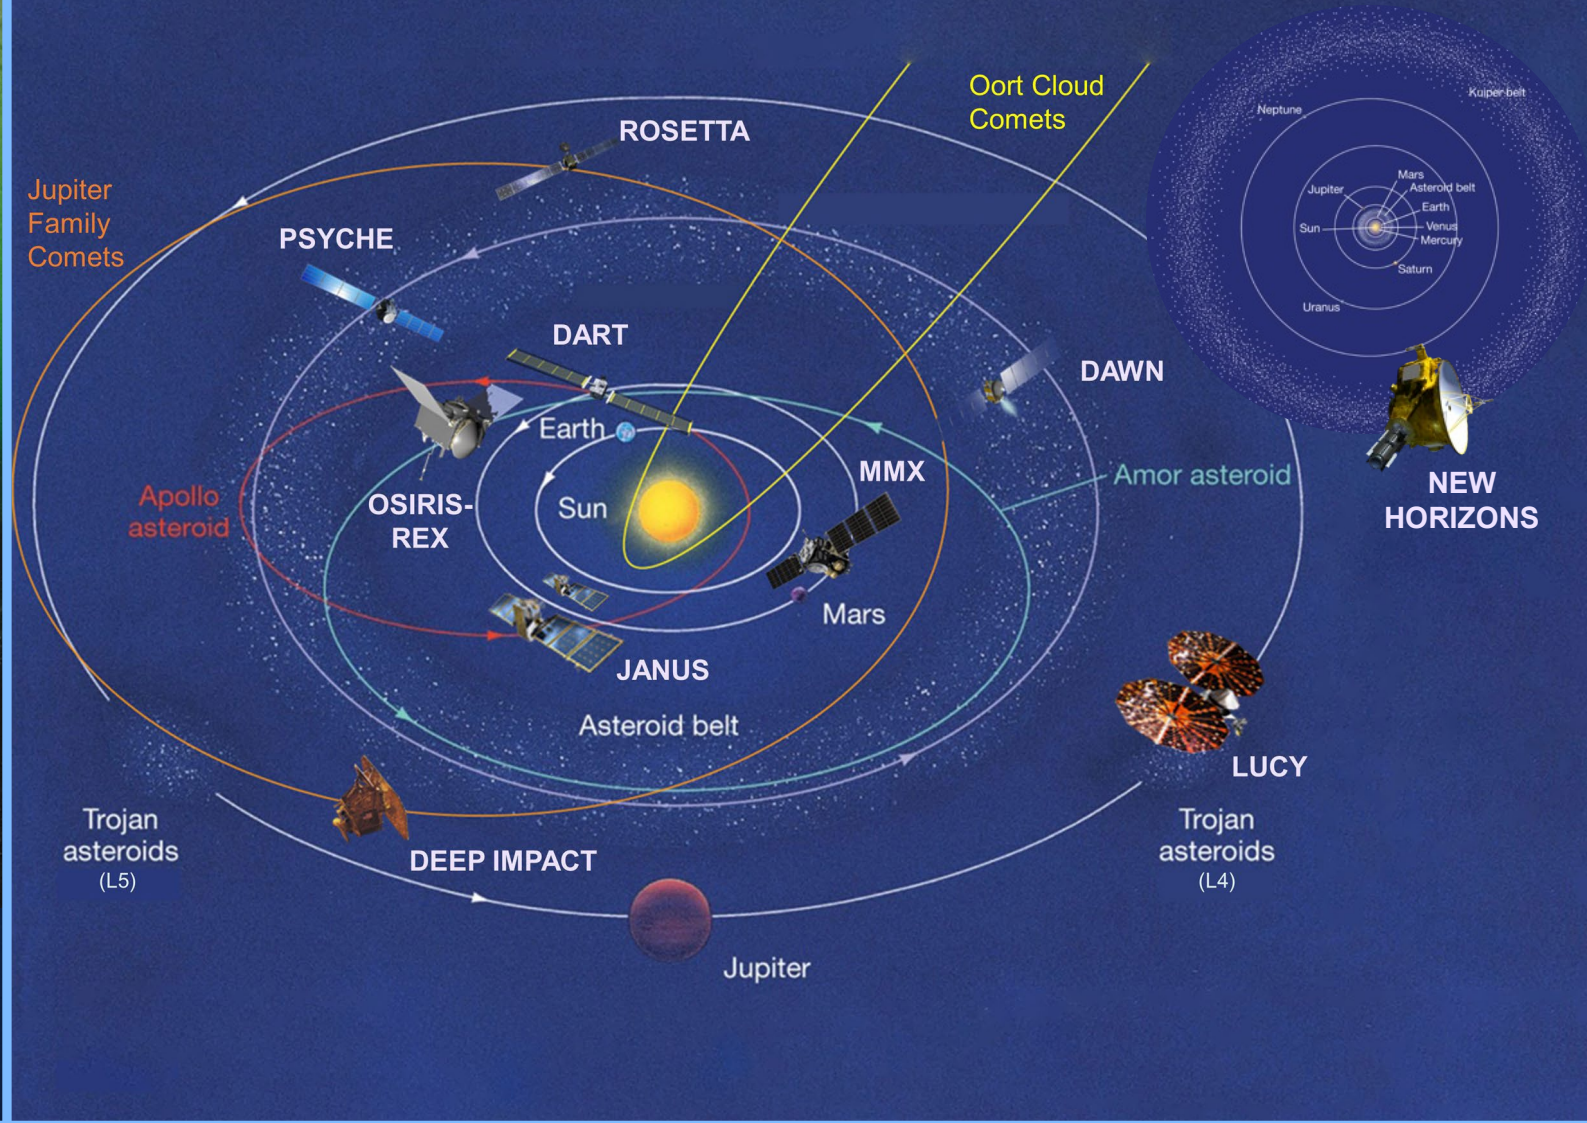 Oort Cloud
Comets
ROSETTA
Jupiter
Family
Comets
PSYCHE
DART
DAWN
Earth
MMX
Amor asteroid
Apollo
asteroid
OSIRIS-
REX
Sun
Mars
JANUS
Asteroid belt
LUCY
Trojan
asteroids
(L5)
DEEP IMPACT
Trojan
asteroids
(L4)
Jupiter
Kuiper belt
Neptune
Mars
Jupiter
Asteroid belt
Earth
Sun
Venus
Mercury
Saturn
Uranus
NEW
HORIZONS